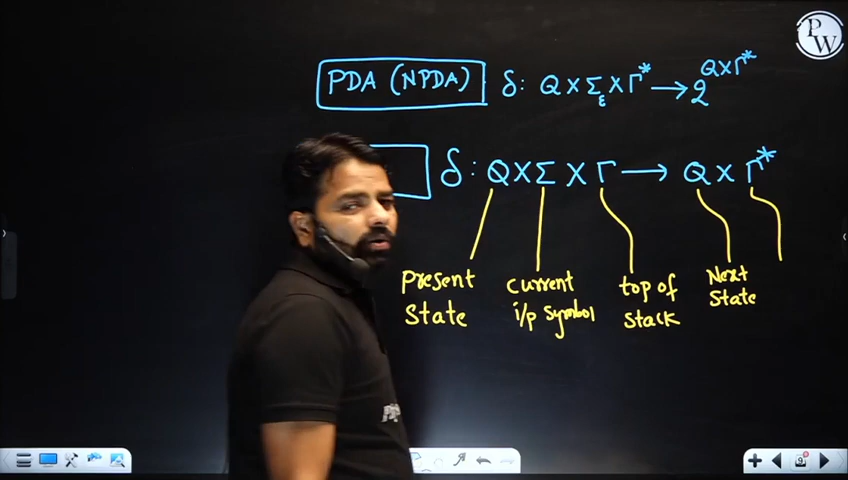 PW
PDA (NPDA) δ: Q×Σε×Γ* → 2^Q×Γ*
δ: Q×Σ×Γ → Q×Γ*
Present State
current i/p symbol
top of stack
Next State